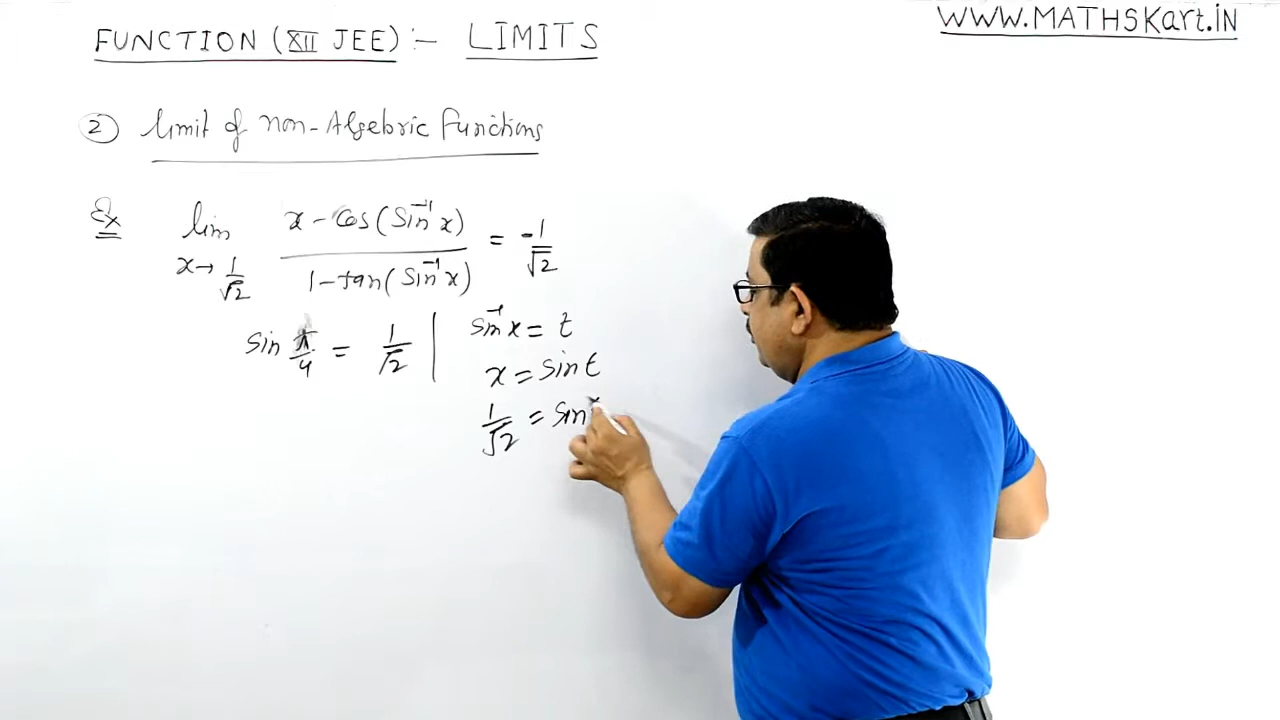 FUNCTION (XII JEE) :- LIMITS
WWW.MATHSKart.iN
② Limit of non-Algebric Functions
Ex lim x→1/√2 (x - Cos(Sin⁻¹x))/(1 - tan(Sin⁻¹x)) = -1/√2
sin π/4 = 1/√2 | sin⁻¹x = t
x = sin t
1/√2 = sin